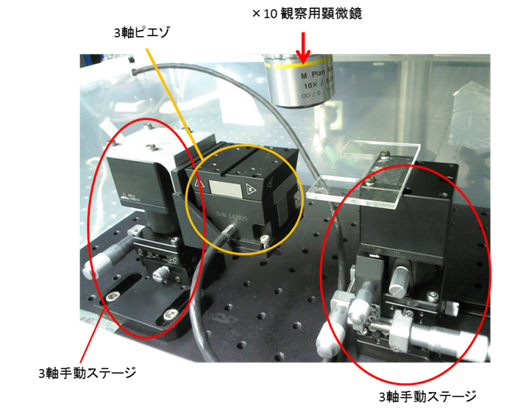 ×10 観察用顕微鏡
3軸ピエゾ
M Plan
10×
∞ / 0
3軸手動ステージ
3軸手動ステージ